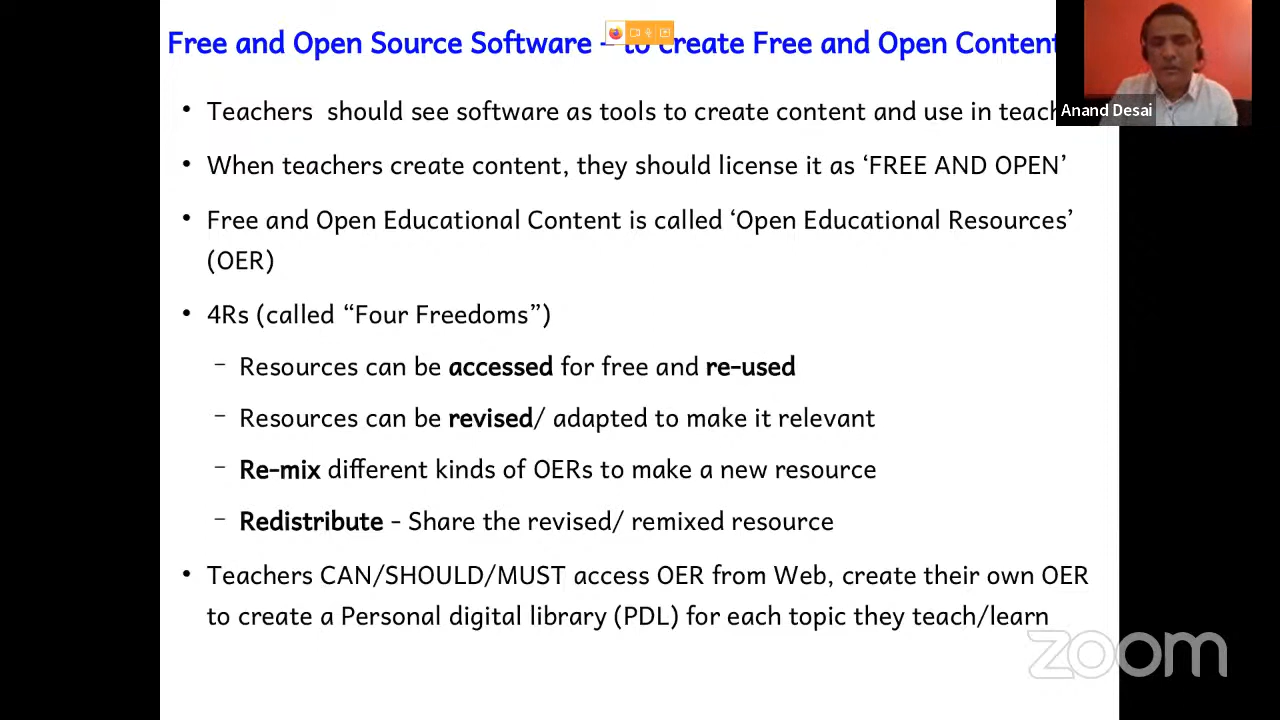 Free and Open Source Software - to create Free and Open Content
Anand Desai
• Teachers should see software as tools to create content and use in teach
• When teachers create content, they should license it as ‘FREE AND OPEN’
• Free and Open Educational Content is called ‘Open Educational Resources’
(OER)
• 4Rs (called “Four Freedoms”)
– Resources can be accessed for free and re-used
– Resources can be revised/ adapted to make it relevant
– Re-mix different kinds of OERs to make a new resource
– Redistribute - Share the revised/ remixed resource
• Teachers CAN/SHOULD/MUST access OER from Web, create their own OER
to create a Personal digital library (PDL) for each topic they teach/learn
zoom